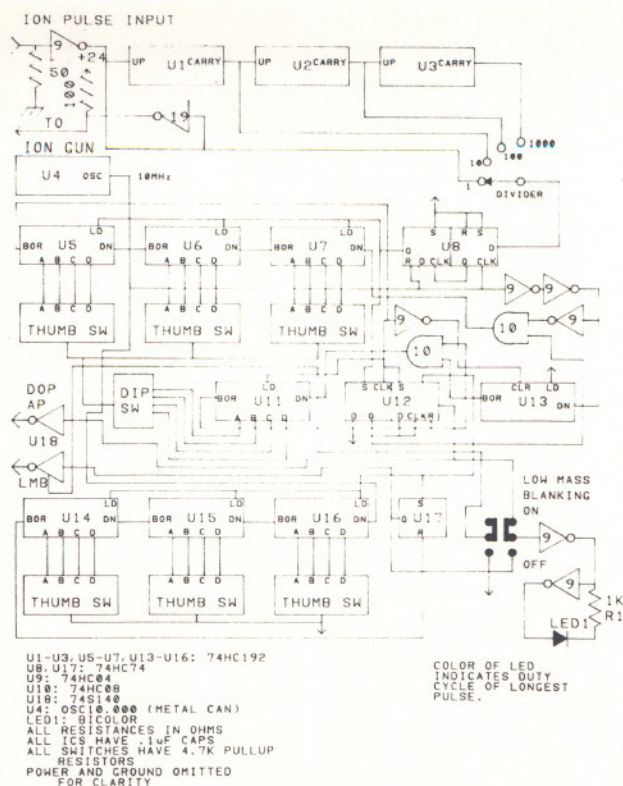 ION PULSE INPUT
9
+24
50
100
TO
ION GUN
19
UP U1 CARRY
UP U2 CARRY
UP U3 CARRY
10
100
1000
1
DIVIDER
U4 OSC 10MHz
LD LD LD
BOR U5 DN
BOR U6 DN
BOR U7 DN
A B C D
A B C D
A B C D
THUMB SW
THUMB SW
THUMB SW
S R S
Q U8 D
R D CLK Q CLK
9 9
9
10
9
10
DOP
AP
U18
LMB
DIP
SW
LD
BOR U11 DN
A B C D
S CLK S
U12
D Q D CLKR
CLR LD
BOR U13 DN
LD LD LD
BOR U14 DN
BOR U15 DN
BOR U16 DN
A B C D
A B C D
A B C D
THUMB SW
THUMB SW
THUMB SW
S
Q U17
R
LOW MASS
BLANKING
ON
OFF
9
9
1K
R1
LED1
U1-U3,U5-U7,U13-U16: 74HC192
U8,U17: 74HC74
U9: 74HC04
U10: 74HC08
U18: 74S140
U4: OSC10.000 (METAL CAN)
LED1: BICOLOR
ALL RESISTANCES IN OHMS
ALL ICS HAVE .1uF CAPS
ALL SWITCHES HAVE 4.7K PULLUP
RESISTORS
POWER AND GROUND OMITTED
FOR CLARITY
COLOR OF LED
INDICATES DUTY
CYCLE OF LONGEST
PULSE.